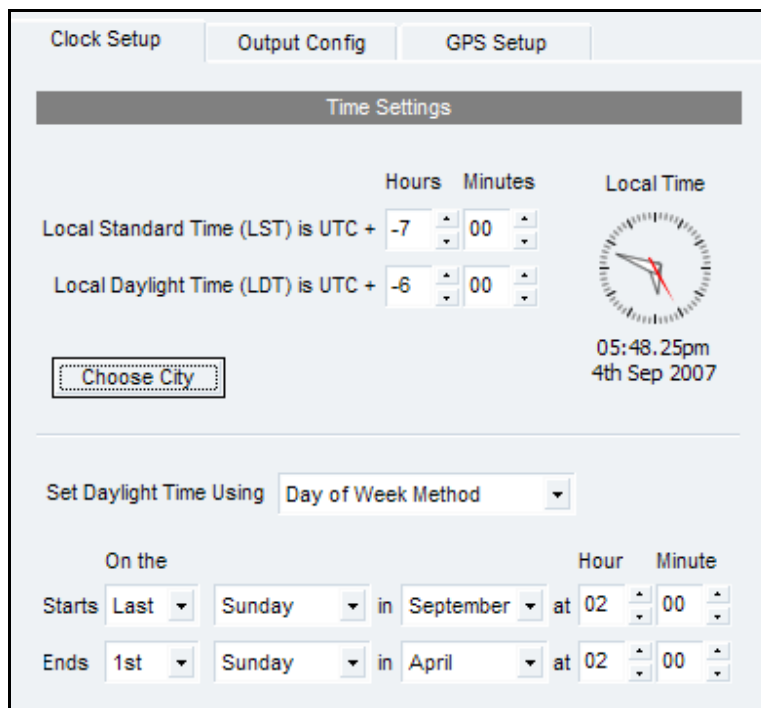 Clock Setup Output Config GPS Setup
Time Settings
Hours Minutes Local Time
Local Standard Time (LST) is UTC + -7 00
Local Daylight Time (LDT) is UTC + -6 00
05:48.25pm
4th Sep 2007
Choose City
Set Daylight Time Using Day of Week Method
On the Hour Minute
Starts Last Sunday in September at 02 00
Ends 1st Sunday in April at 02 00